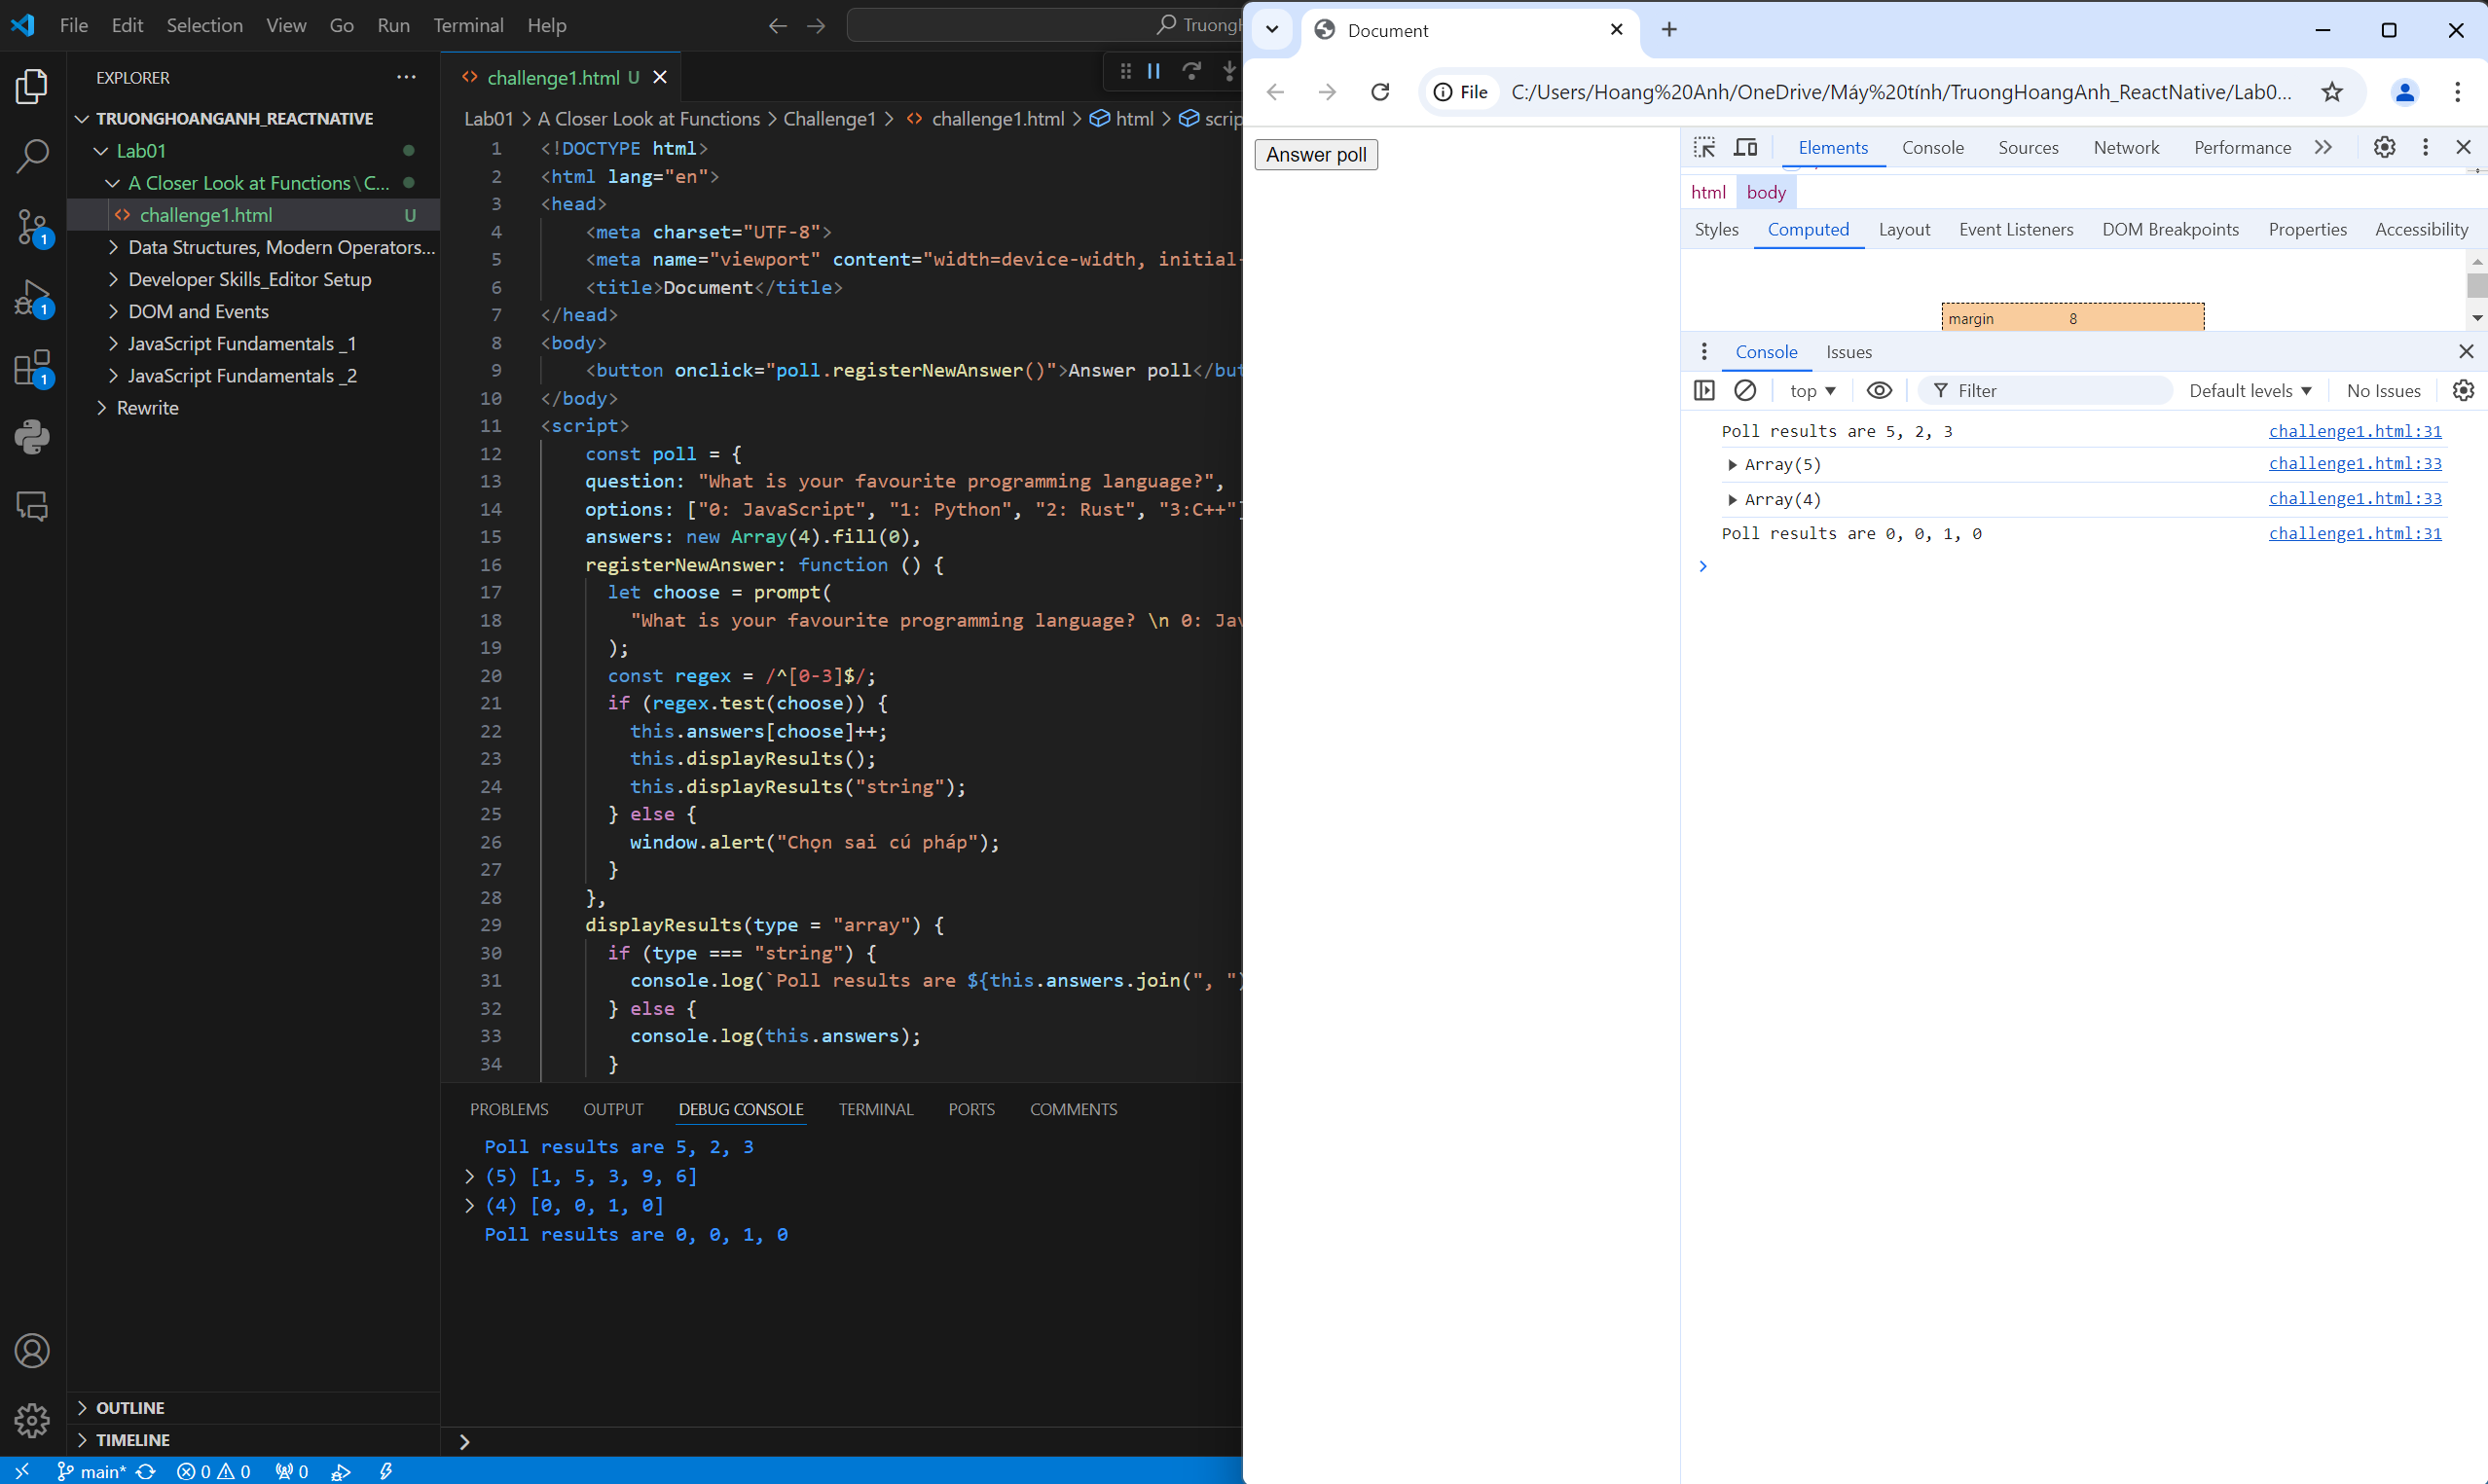 File Edit Selection View Go Run Terminal Help
TruongH
EXPLORER
TRUONGHOANGANH_REACTNATIVE
Lab01
A Closer Look at Functions\C...
challenge1.html U
Data Structures, Modern Operators...
Developer Skills_Editor Setup
DOM and Events
JavaScript Fundamentals _1
JavaScript Fundamentals _2
Rewrite
OUTLINE
TIMELINE
1
1
1
challenge1.html U
Lab01 > A Closer Look at Functions > Challenge1 > challenge1.html > html > scrip
1 <!DOCTYPE html>
2 <html lang="en">
3 <head>
4 <meta charset="UTF-8">
5 <meta name="viewport" content="width=device-width, initial-
6 <title>Document</title>
7 </head>
8 <body>
9 <button onclick="poll.registerNewAnswer()">Answer poll</but
10 </body>
11 <script>
12 const poll = {
13 question: "What is your favourite programming language?",
14 options: ["0: JavaScript", "1: Python", "2: Rust", "3:C++"]
15 answers: new Array(4).fill(0),
16 registerNewAnswer: function () {
17 let choose = prompt(
18 "What is your favourite programming language? \n 0: Jav
19 );
20 const regex = /^[0-3]$/;
21 if (regex.test(choose)) {
22 this.answers[choose]++;
23 this.displayResults();
24 this.displayResults("string");
25 } else {
26 window.alert("Chọn sai cú pháp");
27 }
28 },
29 displayResults(type = "array") {
30 if (type === "string") {
31 console.log(`Poll results are ${this.answers.join(", ")
32 } else {
33 console.log(this.answers);
34 }
PROBLEMS OUTPUT DEBUG CONSOLE TERMINAL PORTS COMMENTS
Poll results are 5, 2, 3
(5) [1, 5, 3, 9, 6]
(4) [0, 0, 1, 0]
Poll results are 0, 0, 1, 0
main* 0 0 0
Document
File C:/Users/Hoang%20Anh/OneDrive/Máy%20tính/TruongHoangAnh_ReactNative/Lab0...
Answer poll
Elements Console Sources Network Performance
html body
Styles Computed Layout Event Listeners DOM Breakpoints Properties Accessibility
margin 8
Console Issues
top Filter Default levels No Issues
Poll results are 5, 2, 3 challenge1.html:31
Array(5) challenge1.html:33
Array(4) challenge1.html:33
Poll results are 0, 0, 1, 0 challenge1.html:31